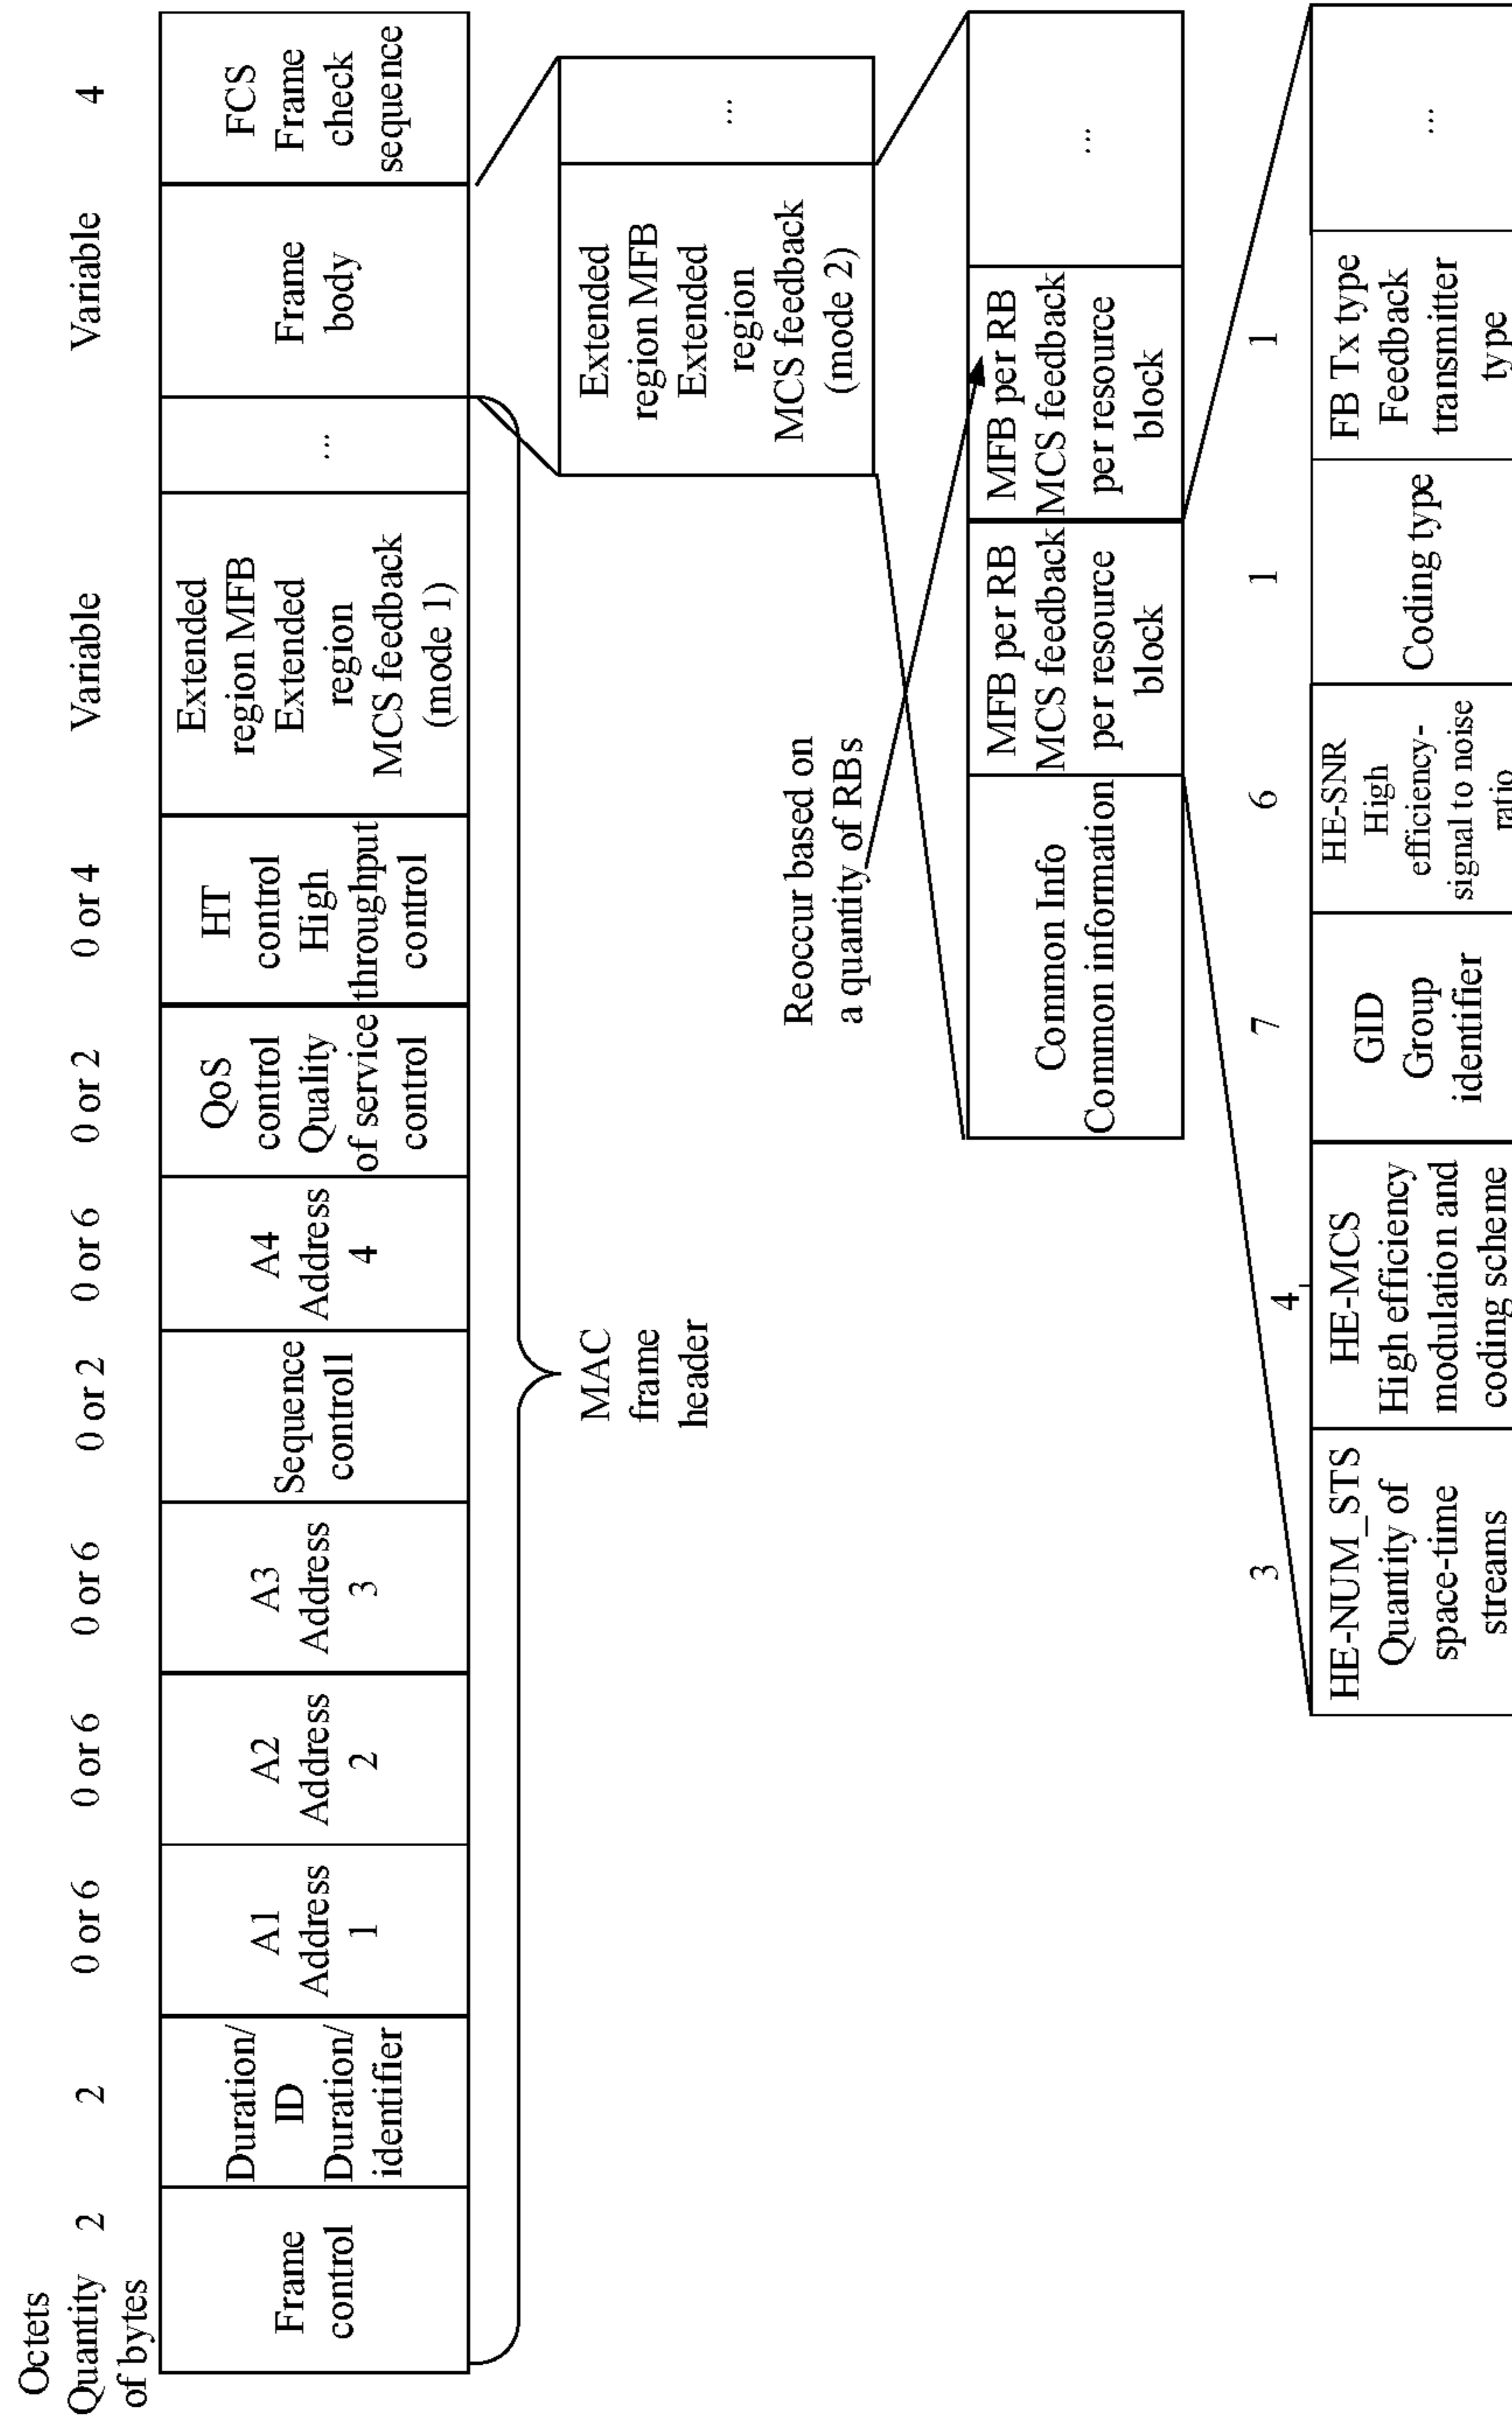 Octets
Quantity
of bytes
2
2
0 or 6
0 or 6
0 or 6
0 or 2
0 or 6
0 or 2
0 or 4
Variable
Variable
4
Frame
control
Duration/
ID
Duration/
identifier
A1
Address
1
A2
Address
2
A3
Address
3
Sequence
controll
A4
Address
4
QoS
control
Quality
of service
control
HT
control
High
throughput
control
Extended
region MFB
Extended
region
MCS feedback
(mode 1)
...
Frame
body
FCS
Frame
check
sequence
MAC
frame
header
Extended
region MFB
Extended
region
MCS feedback
(mode 2)
...
Reoccur based on
a quantity of RBs
Common Info
Common information
MFB per RB
MCS feedback
per resource
block
MFB per RB
MCS feedback
per resource
block
...
3
4
7
6
1
1
HE-NUM_STS
Quantity of
space-time
streams
HE-MCS
High efficiency
modulation and
coding scheme
GID
Group
identifier
HE-SNR
High
efficiency-
signal to noise
ratio
Coding type
FB Tx type
Feedback
transmitter
type
...